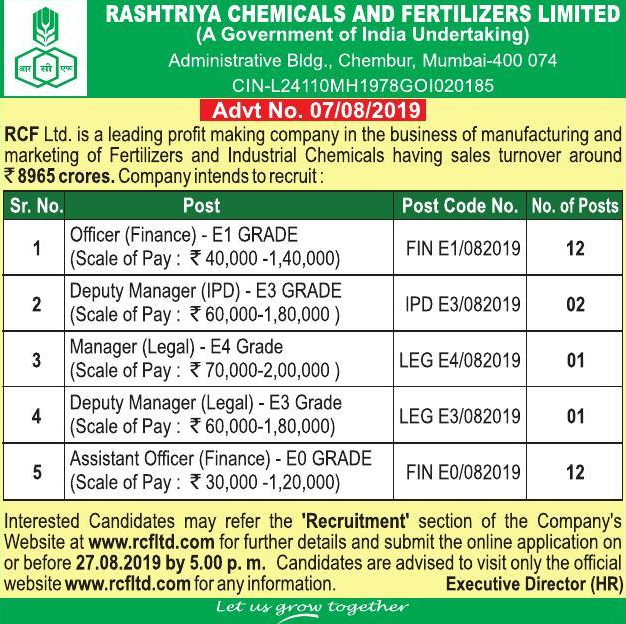 RASHTRIYA CHEMICALS AND FERTILIZERS LIMITED
(A Government of India Undertaking)
Administrative Bldg., Chembur, Mumbai-400 074
CIN-L24110MH1978GOI020185
आर सी एफ
Advt No. 07/08/2019
RCF Ltd. is a leading profit making company in the business of manufacturing and
marketing of Fertilizers and Industrial Chemicals having sales turnover around
₹ 8965 crores. Company intends to recruit :
Sr. No. Post Post Code No. No. of Posts
1 Officer (Finance) - E1 GRADE FIN E1/082019 12
(Scale of Pay : ₹ 40,000 -1,40,000)
2 Deputy Manager (IPD) - E3 GRADE IPD E3/082019 02
(Scale of Pay : ₹ 60,000-1,80,000 )
3 Manager (Legal) - E4 Grade LEG E4/082019 01
(Scale of Pay : ₹ 70,000-2,00,000 )
4 Deputy Manager (Legal) - E3 Grade LEG E3/082019 01
(Scale of Pay : ₹ 60,000-1,80,000)
5 Assistant Officer (Finance) - E0 GRADE FIN E0/082019 12
(Scale of Pay : ₹ 30,000 -1,20,000)
Interested Candidates may refer the 'Recruitment' section of the Company's
Website at www.rcfltd.com for further details and submit the online application on
or before 27.08.2019 by 5.00 p. m. Candidates are advised to visit only the official
website www.rcfltd.com for any information. Executive Director (HR)
Let us grow together